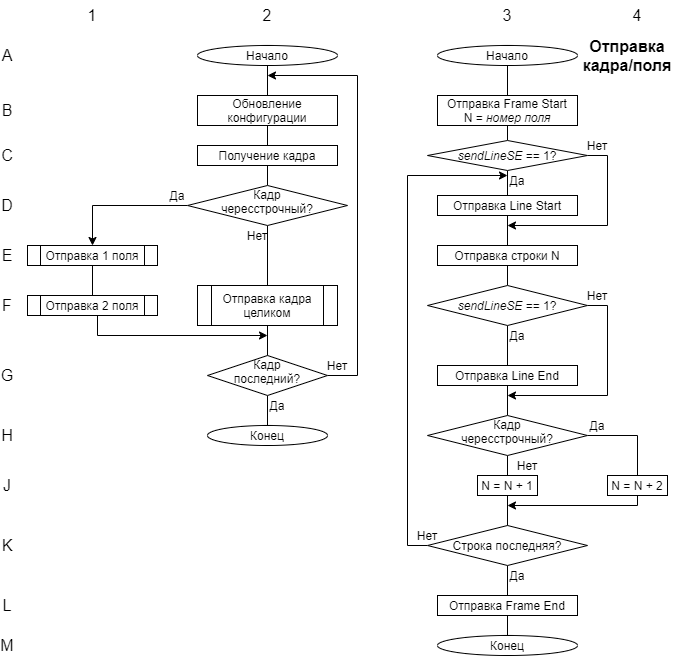 1 2 3 4
A Начало Начало Отправка
кадра/поля
B Обновление
конфигурации
Отправка Frame Start
N = номер поля
C Получение кадра sendLineSE == 1? Нет
Да
D Да Кадр
чересстрочный?
Нет
Отправка Line Start
E Отправка 1 поля Отправка строки N
F Отправка 2 поля Отправка кадра
целиком
sendLineSE == 1? Нет
Да
G Кадр
последний?
Нет
Да
Отправка Line End
H Конец Кадр
чересстрочный?
Да
Нет
J N = N + 1 N = N + 2
K Нет Строка последняя?
Да
L Отправка Frame End
M Конец